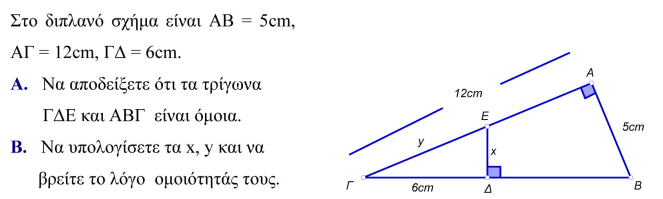 Στο διπλανό σχήμα είναι ΑΒ = 5cm,
ΑΓ = 12cm, ΓΔ = 6cm.
Α. Να αποδείξετε ότι τα τρίγωνα
ΓΔΕ και ΑΒΓ είναι όμοια.
Β. Να υπολογίσετε τα x, y και να
βρείτε το λόγο ομοιότητάς τους.
A
12cm
E
5cm
y
x
Γ
6cm
Δ
B